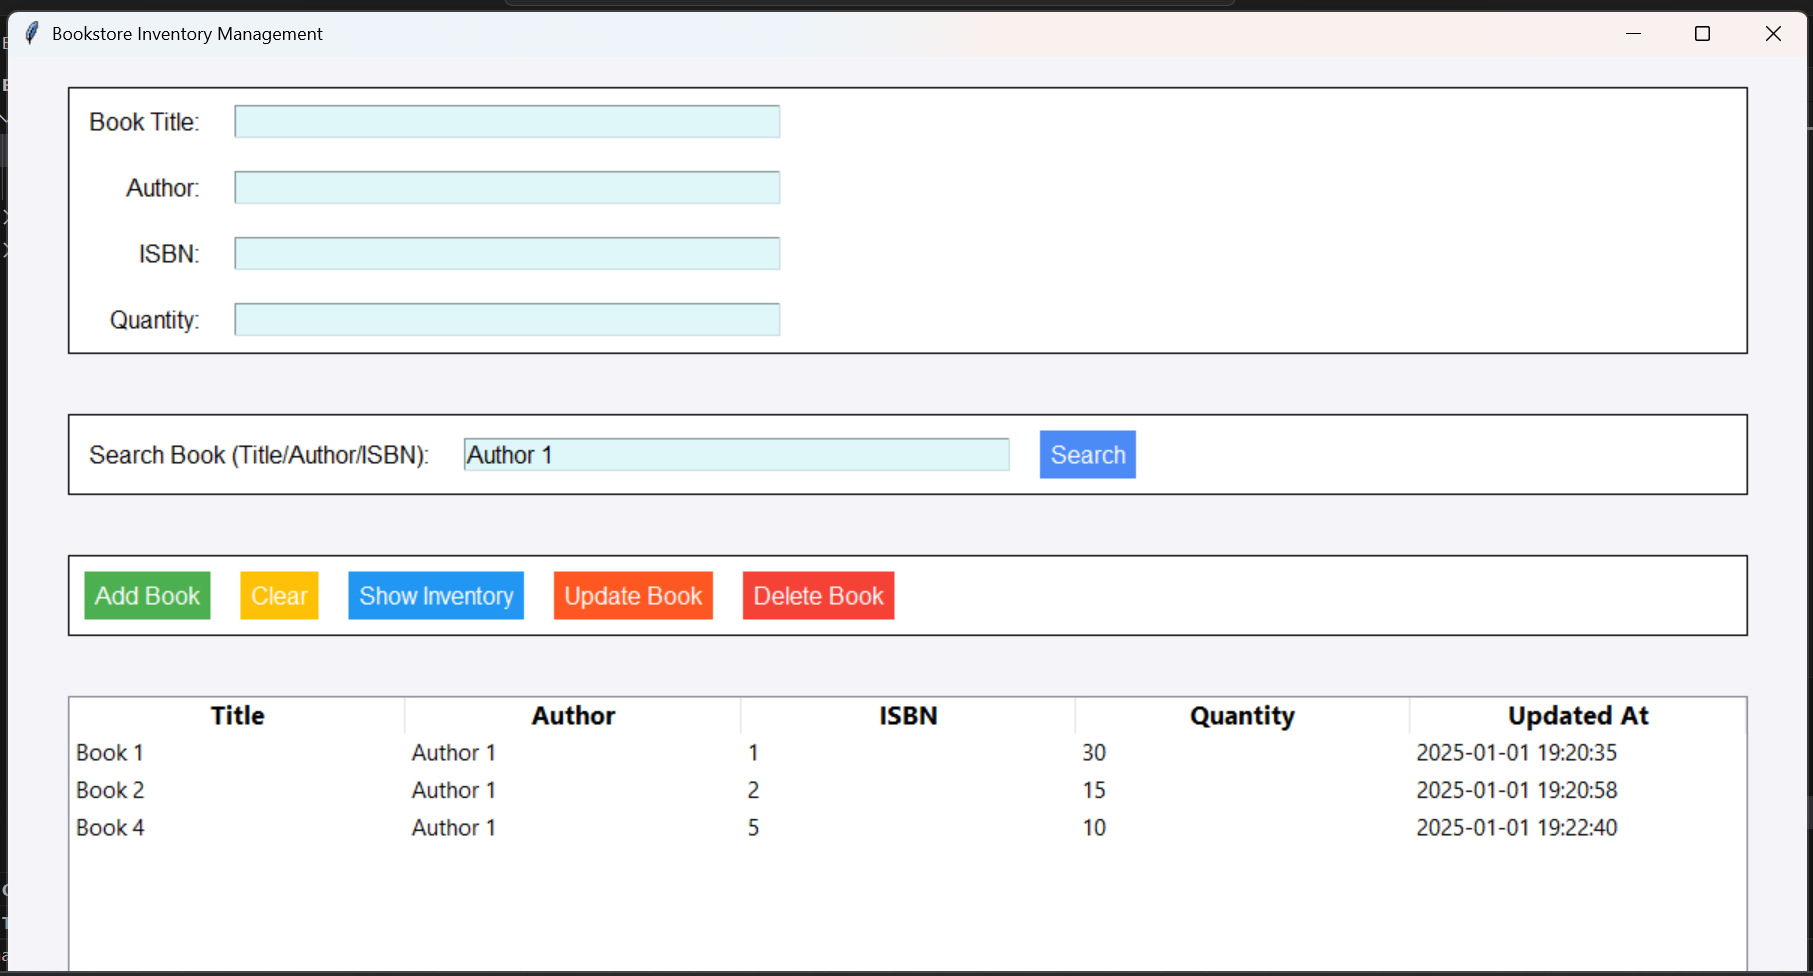 Bookstore Inventory Management
Book Title:
Author:
ISBN:
Quantity:
Search Book (Title/Author/ISBN): Author 1 Search
Add Book Clear Show Inventory Update Book Delete Book
Title Author ISBN Quantity Updated At
Book 1 Author 1 1 30 2025-01-01 19:20:35
Book 2 Author 1 2 15 2025-01-01 19:20:58
Book 4 Author 1 5 10 2025-01-01 19:22:40